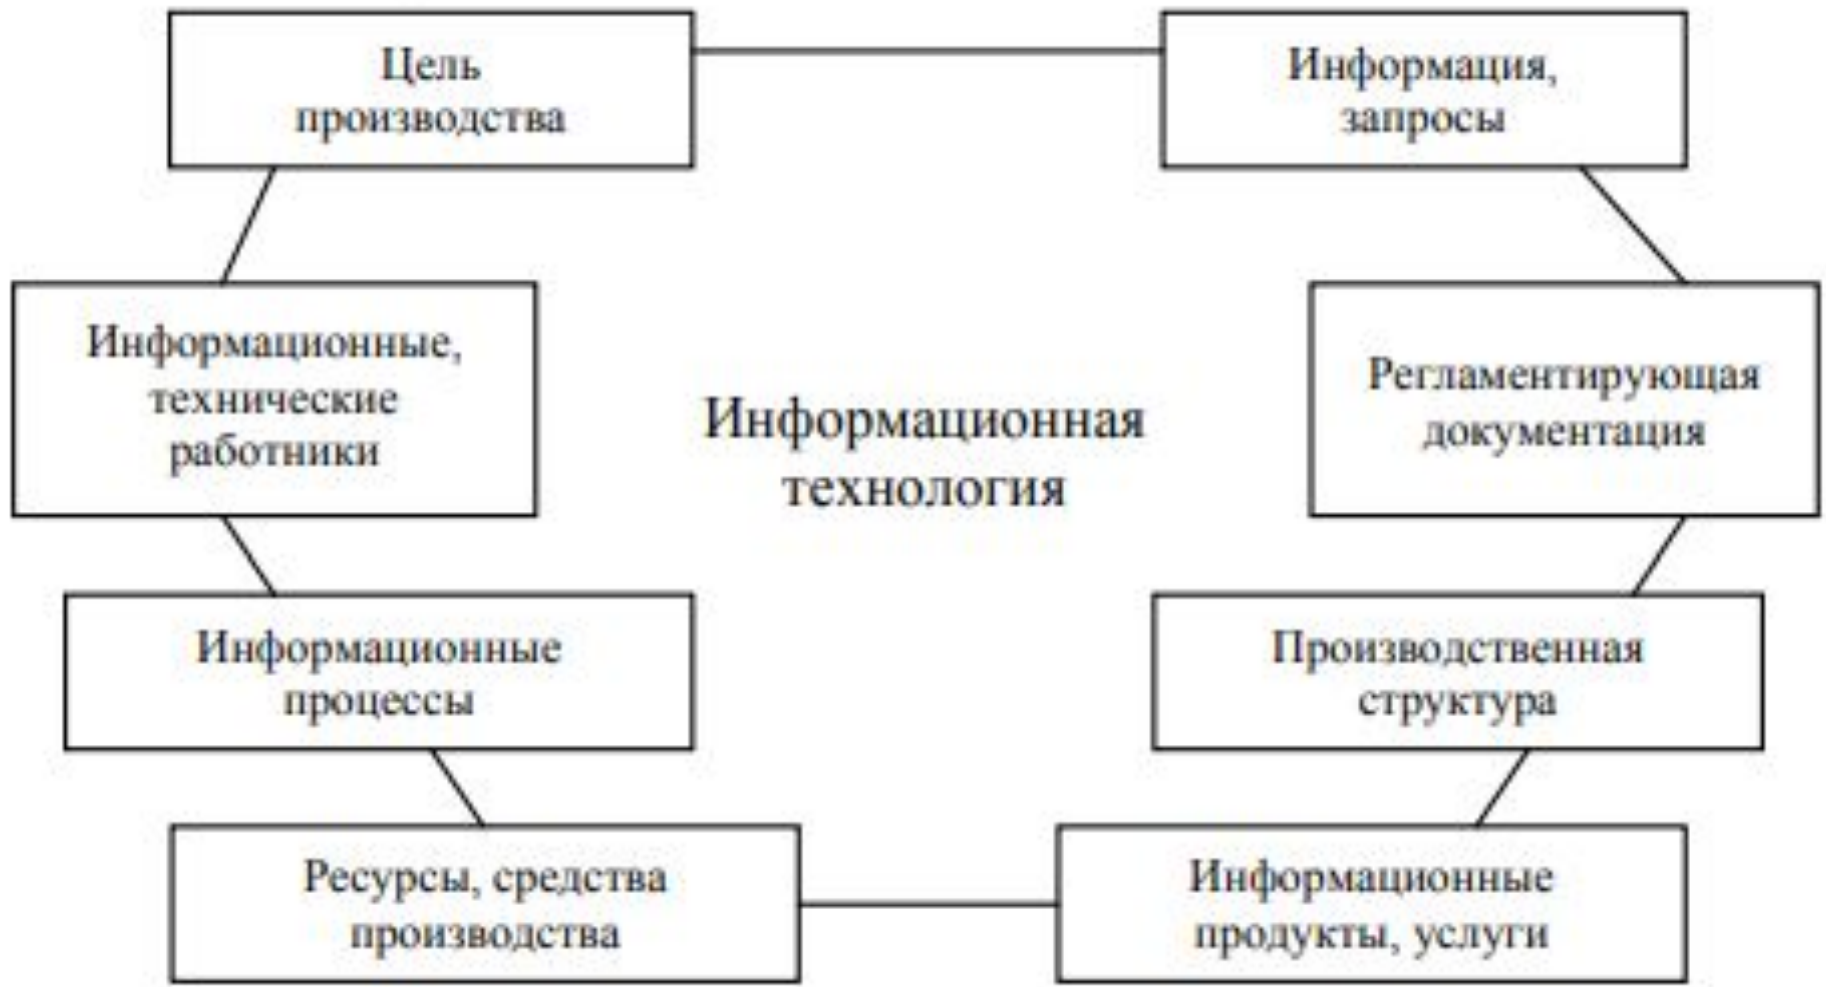 Цель
производства
Информация,
запросы
Информационные,
технические
работники
Информационная
технология
Регламентирующая
документация
Информационные
процессы
Производственная
структура
Ресурсы, средства
производства
Информационные
продукты, услуги